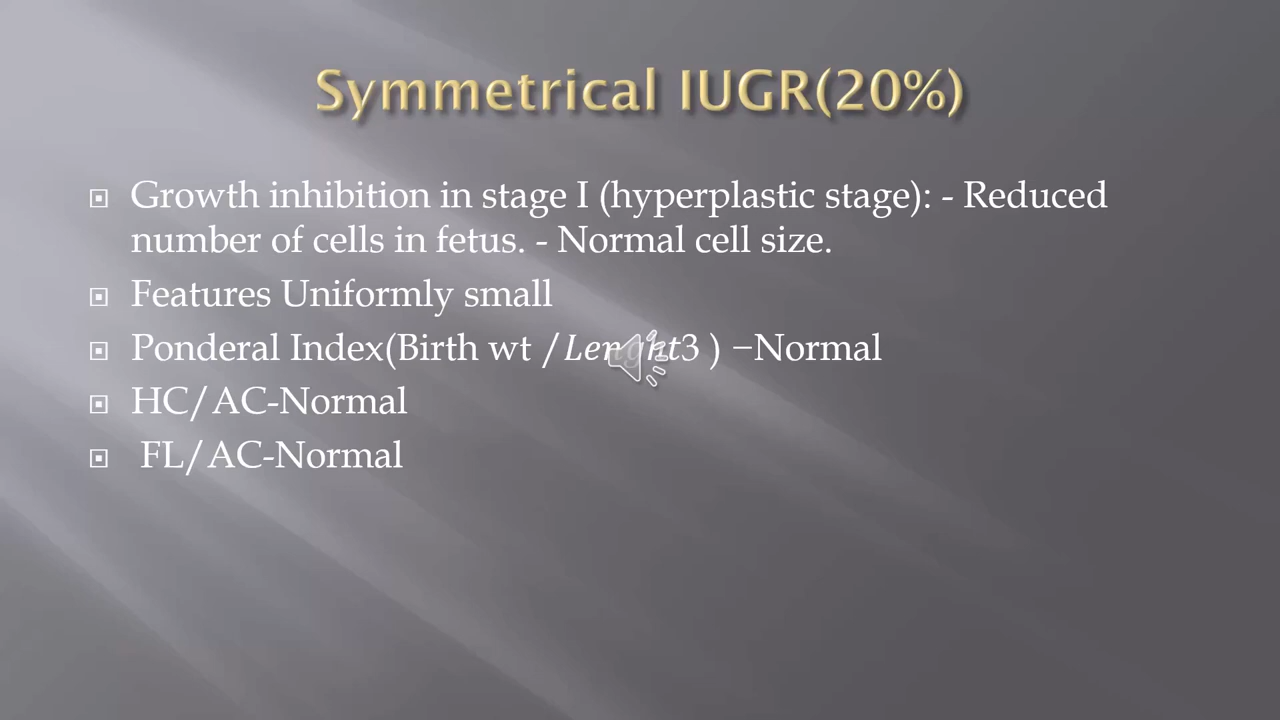 Symmetrical IUGR(20%)
Growth inhibition in stage I (hyperplastic stage): - Reduced
number of cells in fetus. - Normal cell size.
Features Uniformly small
Ponderal Index(Birth wt /Lenght3 ) −Normal
HC/AC-Normal
FL/AC-Normal